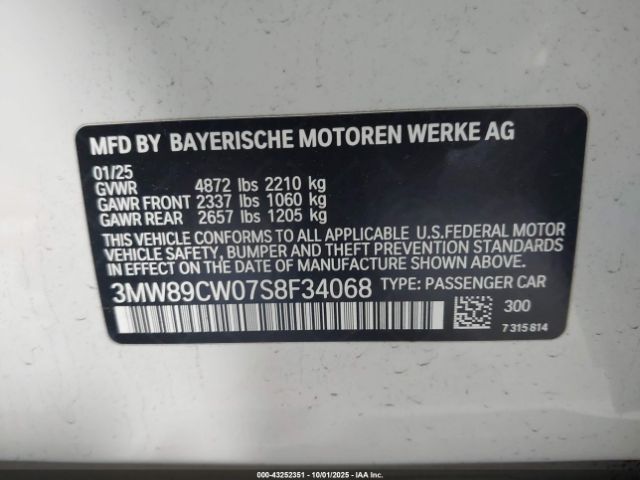 MFD BY BAYERISCHE MOTOREN WERKE AG
01/25
GVWR 4872 lbs 2210 kg
GAWR FRONT 2337 lbs 1060 kg
GAWR REAR 2657 lbs 1205 kg
THIS VEHICLE CONFORMS TO ALL APPLICABLE U.S.FEDERAL MOTOR
VEHICLE SAFETY, BUMPER AND THEFT PREVENTION STANDARDS
IN EFFECT ON THE DATE OF MANUFACTURE SHOWN ABOVE.
3MW89CW07S8F34068 TYPE: PASSENGER CAR
300
7 315 814
000-43252351 - 10/01/2025 - IAA Inc.